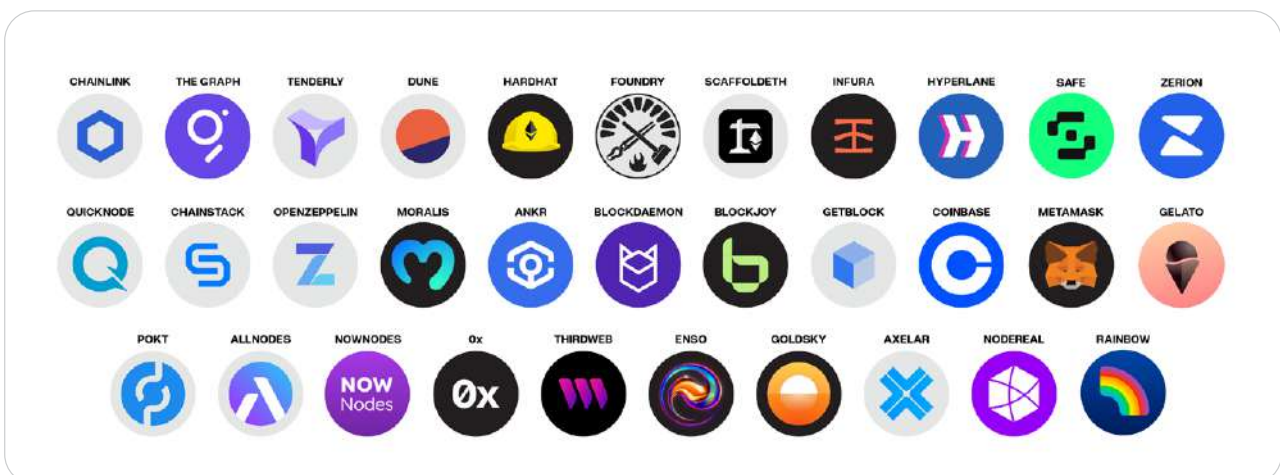 CHAINLINK THE GRAPH TENDERLY DUNE HARDHAT FOUNDRY SCAFFOLDETH INFURA HYPERLANE SAFE ZERION
QUICKNODE CHAINSTACK OPENZEPPELIN MORALIS ANKR BLOCKDAEMON BLOCKJOY GETBLOCK COINBASE METAMASK GELATO
POKT ALLNODES NOWNODES 0x THIRDWEB ENSO GOLDSKY AXELAR NODEREAL RAINBOW
NOW
Nodes
0x